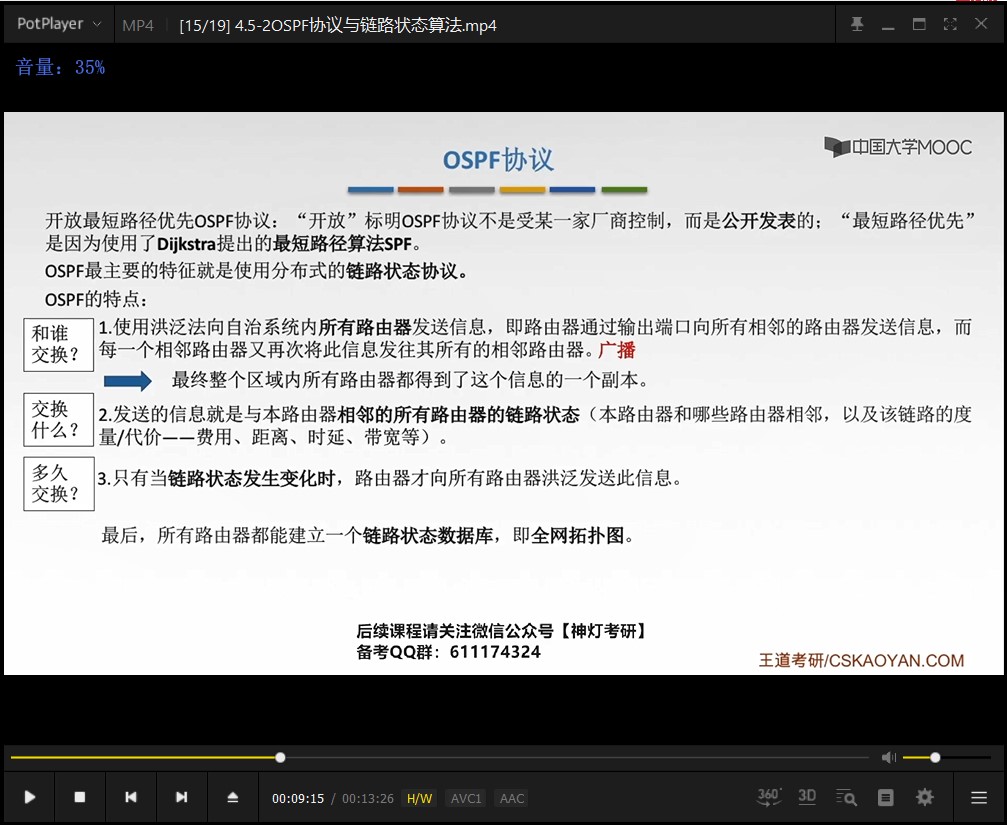 PotPlayer MP4 [15/19] 4.5-2OSPF协议与链路状态算法.mp4
音量：35%
OSPF协议
中国大学MOOC
开放最短路径优先OSPF协议：“开放”标明OSPF协议不是受某一家厂商控制，而是公开发表的；“最短路径优先”
是因为使用了Dijkstra提出的最短路径算法SPF。
OSPF最主要的特征就是使用分布式的链路状态协议。
OSPF的特点：
和谁
交换？
1.使用洪泛法向自治系统内所有路由器发送信息，即路由器通过输出端口向所有相邻的路由器发送信息，而
每一个相邻路由器又再次将此信息发往其所有的相邻路由器。广播
最终整个区域内所有路由器都得到了这个信息的一个副本。
交换
什么？
2.发送的信息就是与本路由器相邻的所有路由器的链路状态（本路由器和哪些路由器相邻，以及该链路的度
量/代价——费用、距离、时延、带宽等）。
多久
交换？
3.只有当链路状态发生变化时，路由器才向所有路由器洪泛发送此信息。
最后，所有路由器都能建立一个链路状态数据库，即全网拓扑图。
后续课程请关注微信公众号【神灯考研】
备考QQ群：611174324
王道考研/CSKAOYAN.COM
00:09:15 / 00:13:26 H/W AVC1 AAC 360° 3D